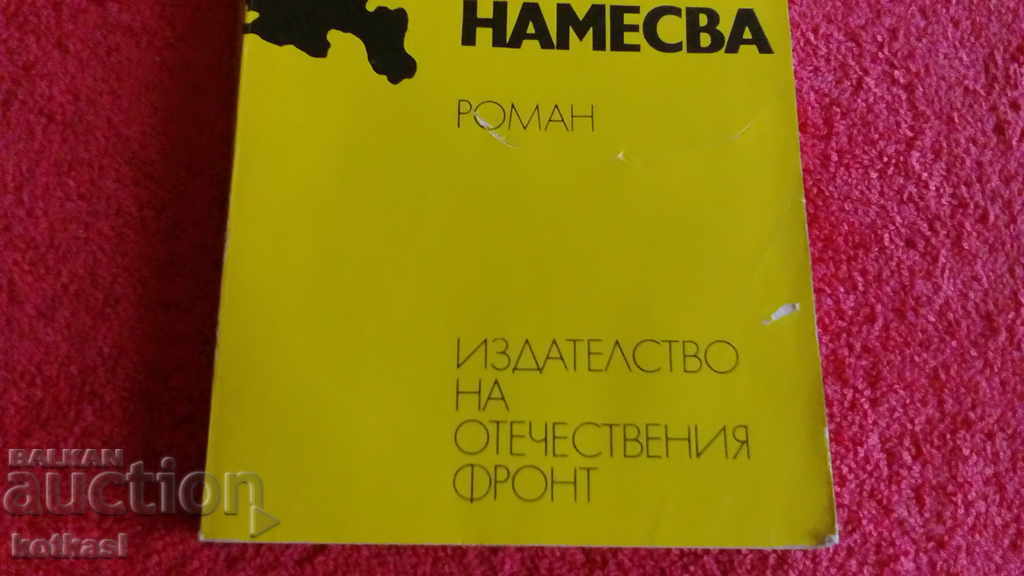 НАМЕСВА
РОМАН
ИЗДАТЕЛСТВО
НА
ОТЕЧЕСТВЕНИЯ
ФРОНТ
BALKAN
auction
kotkasl